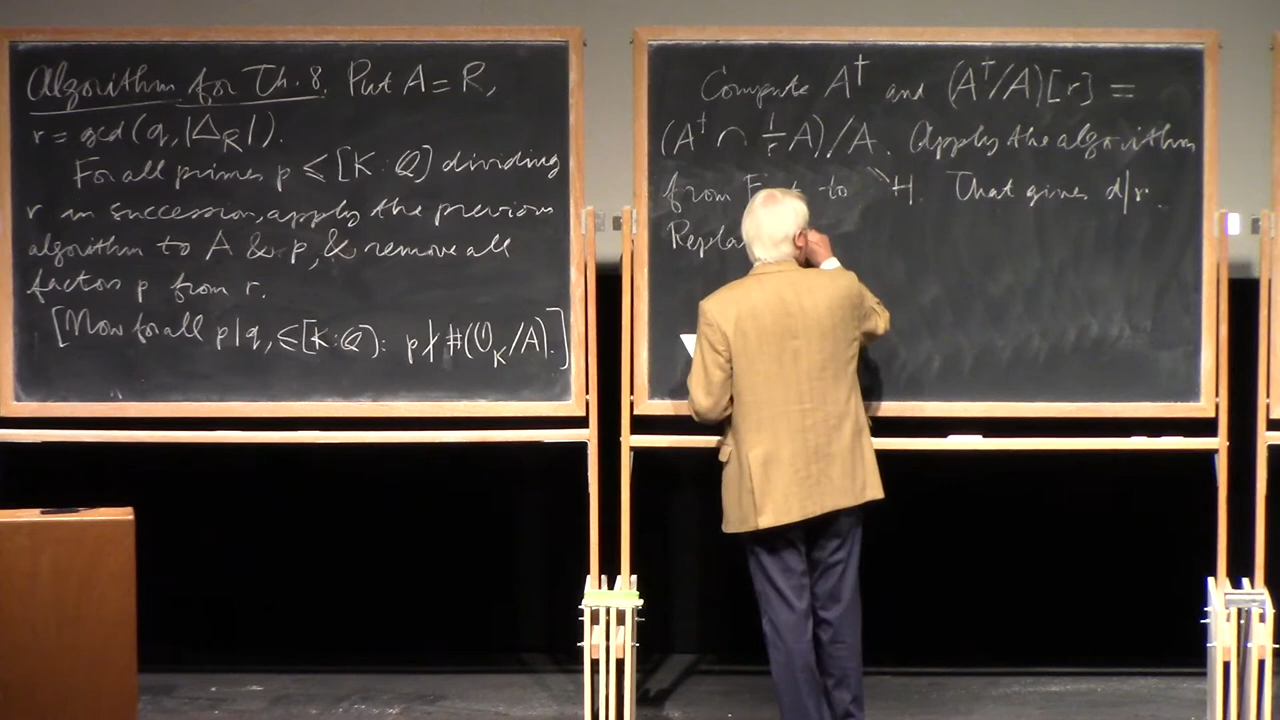 Algorithm for Th. 8. Put A = R,
r = gcd(q, |Δ_R|).
For all primes p ≤ [K : Q] dividing
r in succession, apply the previous
algorithm to A & p, & remove all
factors p from r.
[Now for all p|q, ≤ [K:Q]: p ∤ #(O_K/A).]
Compute A† and (A†/A)[r] =
(A† ∩ 1/r A)/A. Apply the algorithm
from to H. That gives d|r.